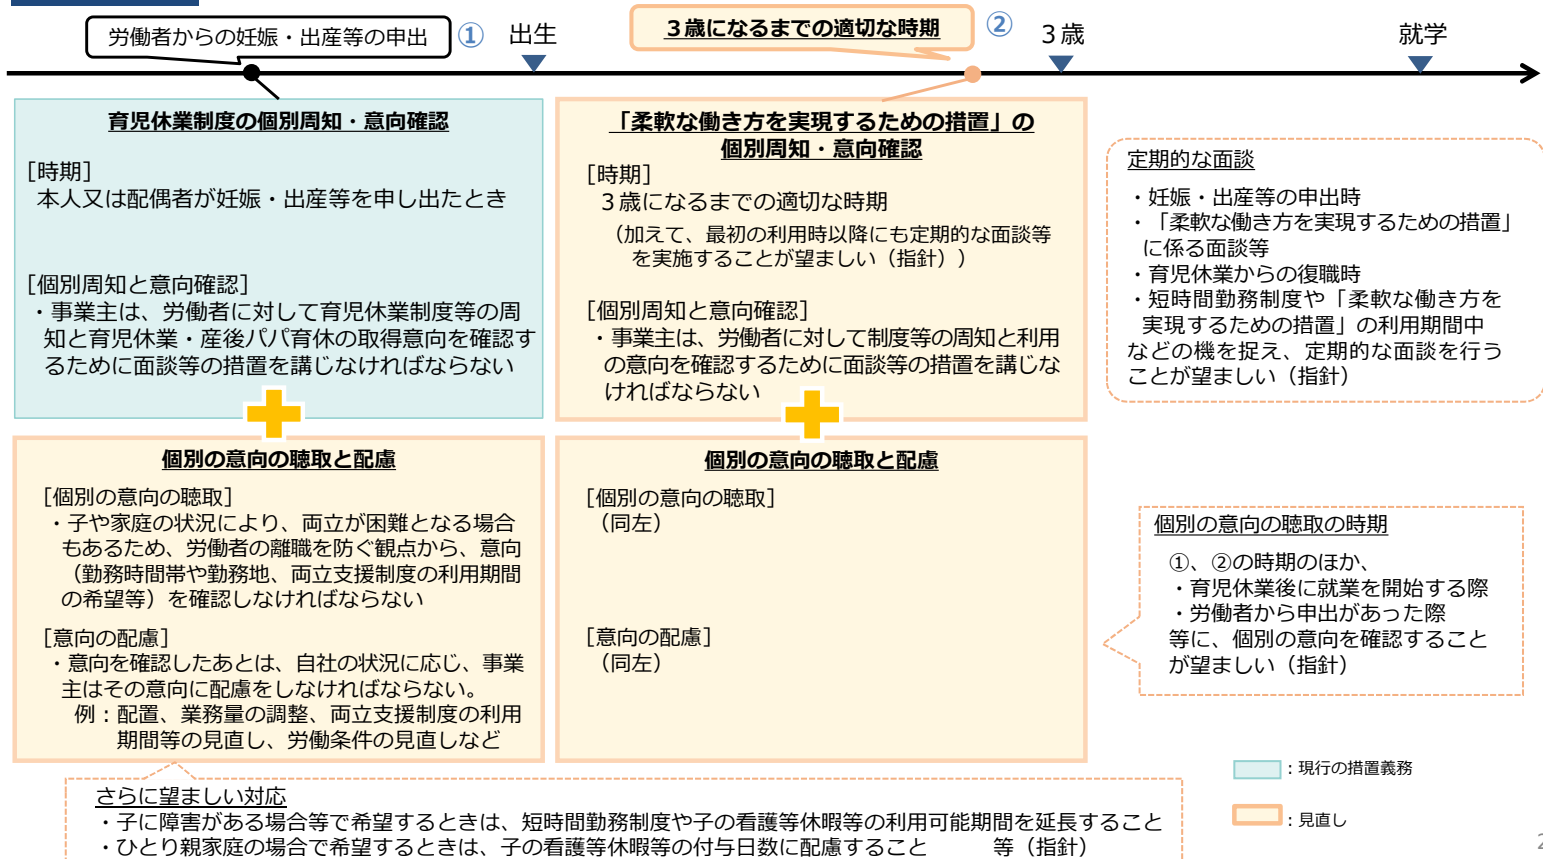 労働者からの妊娠・出産等の申出
①
出生
３歳になるまでの適切な時期
②
３歳
就学
育児休業制度の個別周知・意向確認
［時期］
本人又は配偶者が妊娠・出産等を申し出たとき
［個別周知と意向確認］
・事業主は、労働者に対して育児休業制度等の周
知と育児休業・産後パパ育休の取得意向を確認す
るために面談等の措置を講じなければならない
「柔軟な働き方を実現するための措置」の
個別周知・意向確認
［時期］
３歳になるまでの適切な時期
（加えて、最初の利用時以降にも定期的な面談等
を実施することが望ましい（指針））
［個別周知と意向確認］
・事業主は、労働者に対して制度等の周知と利用
の意向を確認するために面談等の措置を講じな
ければならない
定期的な面談
・妊娠・出産等の申出時
・「柔軟な働き方を実現するための措置」
に係る面談等
・育児休業からの復職時
・短時間勤務制度や「柔軟な働き方を
実現するための措置」の利用期間中
などの機を捉え、定期的な面談を行う
ことが望ましい（指針）
個別の意向の聴取と配慮
［個別の意向の聴取］
・子や家庭の状況により、両立が困難となる場合
もあるため、労働者の離職を防ぐ観点から、意向
（勤務時間帯や勤務地、両立支援制度の利用期間
の希望等）を確認しなければならない
［意向の配慮］
・意向を確認したあとは、自社の状況に応じ、事業
主はその意向に配慮をしなければならない。
例：配置、業務量の調整、両立支援制度の利用
期間等の見直し、労働条件の見直しなど
個別の意向の聴取と配慮
［個別の意向の聴取］
（同左）
［意向の配慮］
（同左）
個別の意向の聴取の時期
①、②の時期のほか、
・育児休業後に就業を開始する際
・労働者から申出があった際
等に、個別の意向を確認すること
が望ましい（指針）
：現行の措置義務
：見直し
さらに望ましい対応
・子に障害がある場合等で希望するときは、短時間勤務制度や子の看護等休暇等の利用可能期間を延長すること
・ひとり親家庭の場合で希望するときは、子の看護等休暇等の付与日数に配慮すること　　　等（指針）